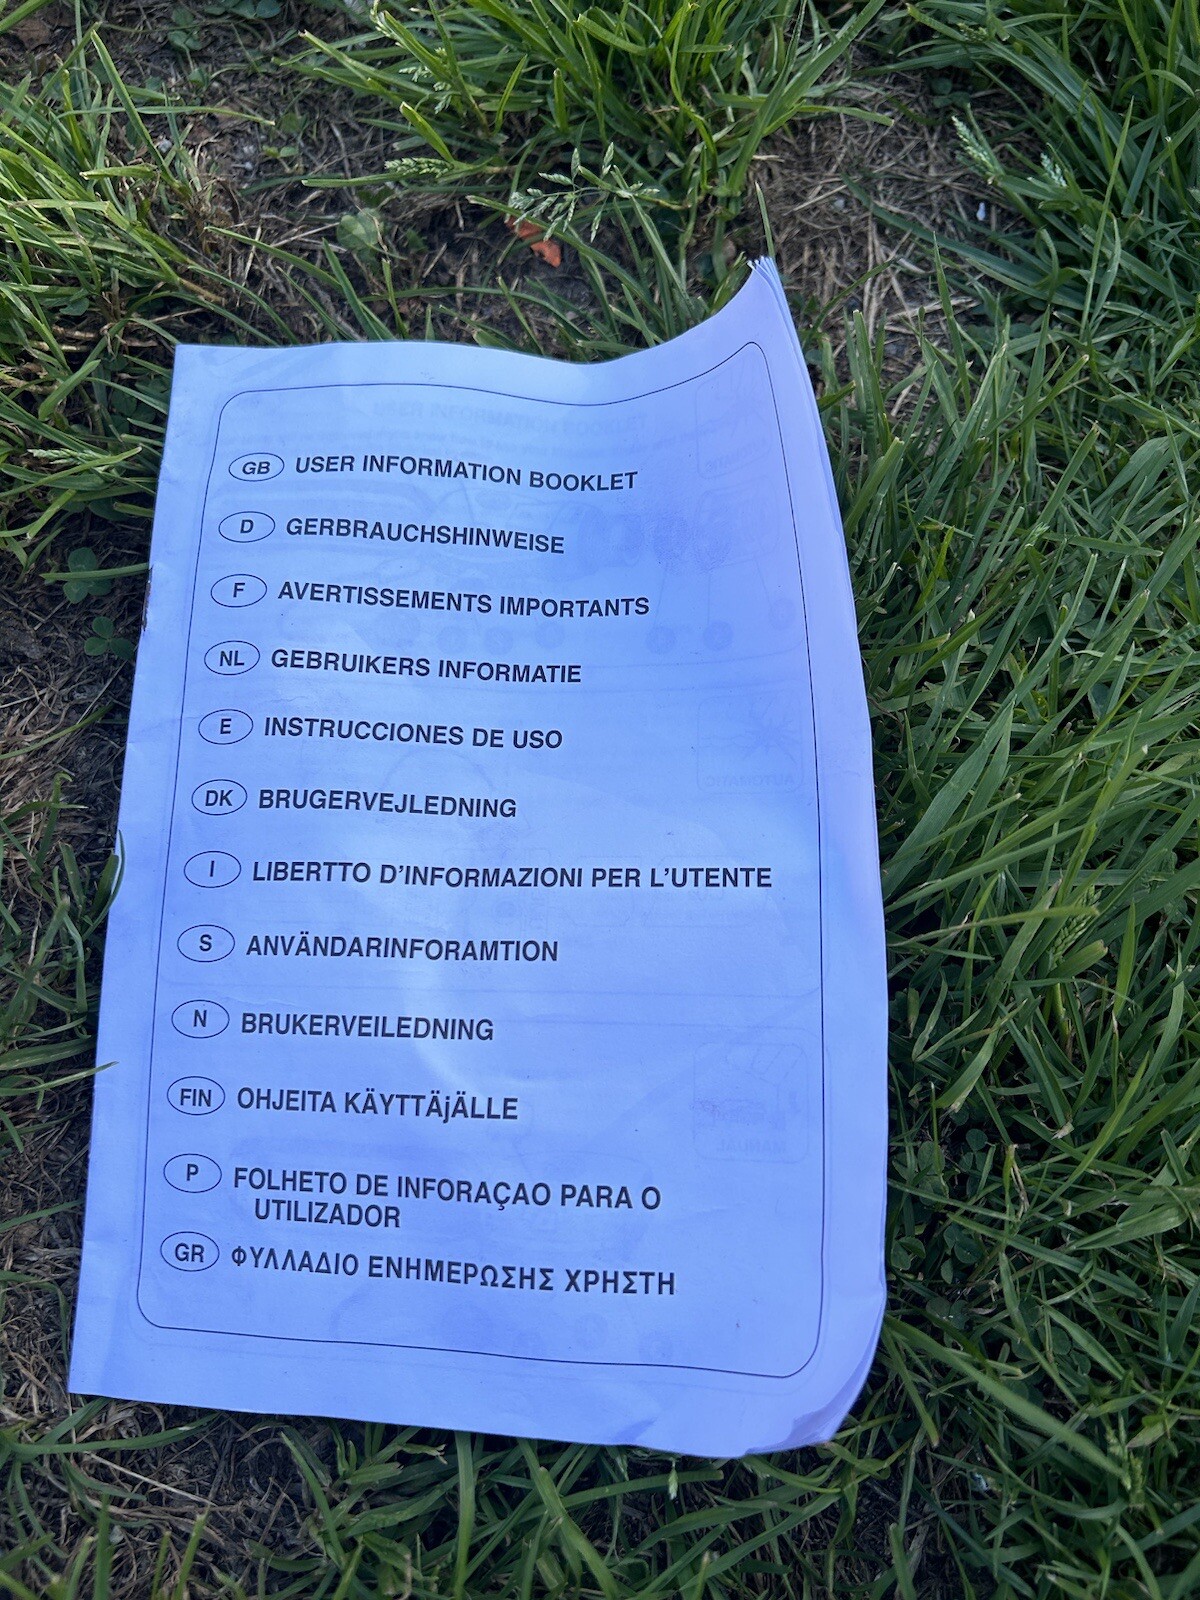 GB USER INFORMATION BOOKLET
D GERBRAUCHSHINWEISE
F AVERTISSEMENTS IMPORTANTS
NL GEBRUIKERS INFORMATIE
E INSTRUCCIONES DE USO
DK BRUGERVEJLEDNING
I LIBERTTO D'INFORMAZIONI PER L'UTENTE
S ANVÄNDARINFORAMTION
N BRUKERVEILEDNING
FIN OHJEITA KÄYTTÄjÄLLE
P FOLHETO DE INFORAÇAO PARA O
UTILIZADOR
GR ΦΥΛΛΑΔΙΟ ΕΝΗΜΕΡΩΣΗΣ ΧΡΗΣΤΗ